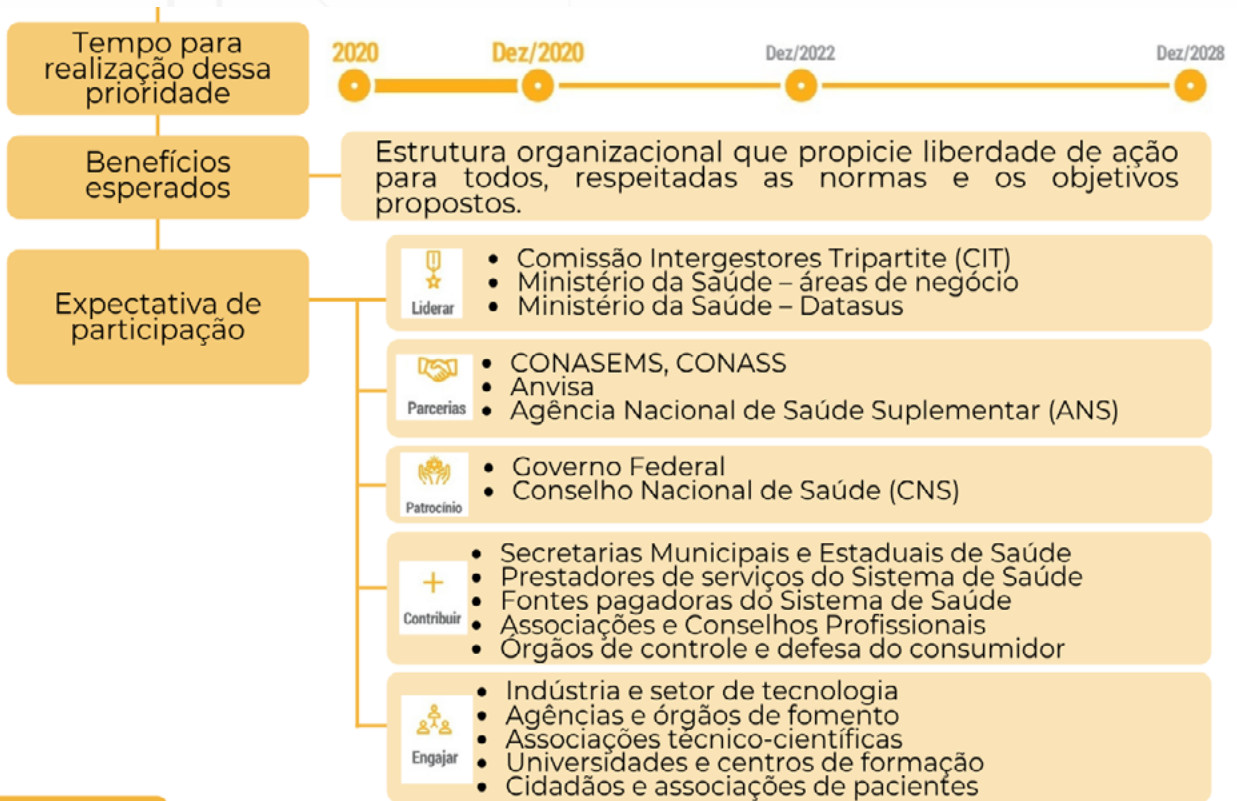 Tempo para
realização dessa
prioridade
2020
Dez/2020
Dez/2022
Dez/2028
Benefícios
esperados
Estrutura organizacional que propicie liberdade de ação
para todos, respeitadas as normas e os objetivos
propostos.
Expectativa de
participação
Liderar
• Comissão Intergestores Tripartite (CIT)
• Ministério da Saúde – áreas de negócio
• Ministério da Saúde – Datasus
Parcerias
• CONASEMS, CONASS
• Anvisa
• Agência Nacional de Saúde Suplementar (ANS)
Patrocínio
• Governo Federal
• Conselho Nacional de Saúde (CNS)
Contribuir
• Secretarias Municipais e Estaduais de Saúde
• Prestadores de serviços do Sistema de Saúde
• Fontes pagadoras do Sistema de Saúde
• Associações e Conselhos Profissionais
• Órgãos de controle e defesa do consumidor
Engajar
• Indústria e setor de tecnologia
• Agências e órgãos de fomento
• Associações técnico-científicas
• Universidades e centros de formação
• Cidadãos e associações de pacientes